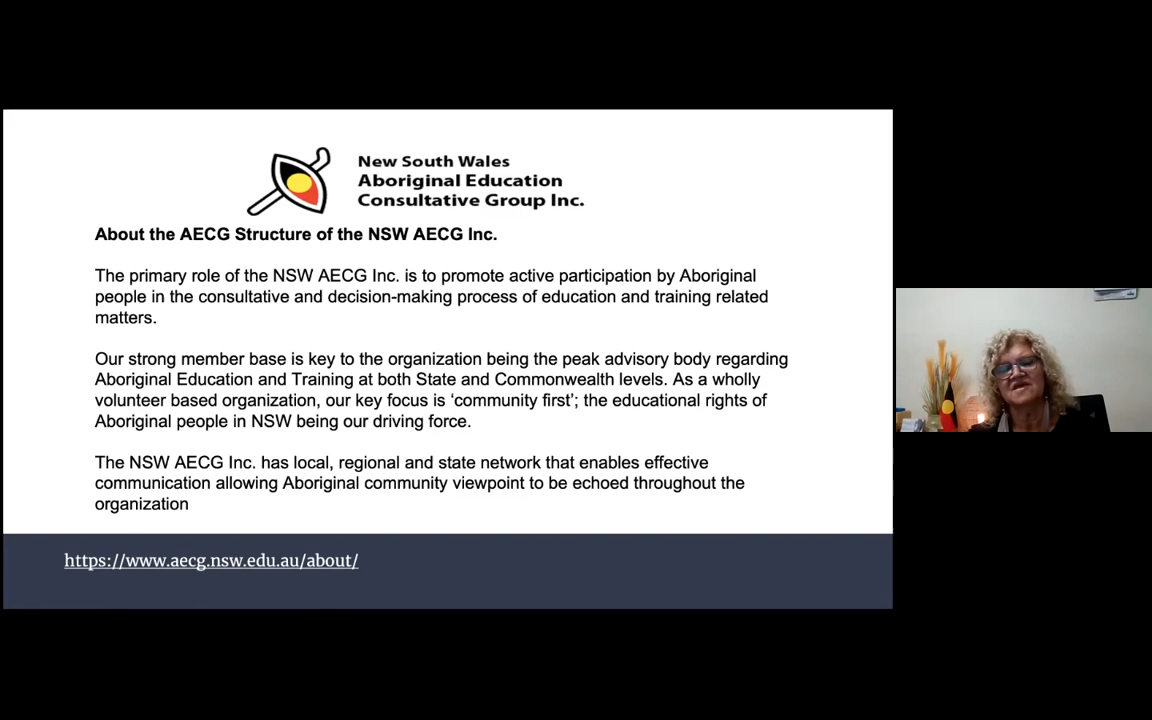 New South Wales
Aboriginal Education
Consultative Group Inc.
About the AECG Structure of the NSW AECG Inc.
The primary role of the NSW AECG Inc. is to promote active participation by Aboriginal
people in the consultative and decision-making process of education and training related
matters.
Our strong member base is key to the organization being the peak advisory body regarding
Aboriginal Education and Training at both State and Commonwealth levels. As a wholly
volunteer based organization, our key focus is ‘community first’; the educational rights of
Aboriginal people in NSW being our driving force.
The NSW AECG Inc. has local, regional and state network that enables effective
communication allowing Aboriginal community viewpoint to be echoed throughout the
organization
https://www.aecg.nsw.edu.au/about/